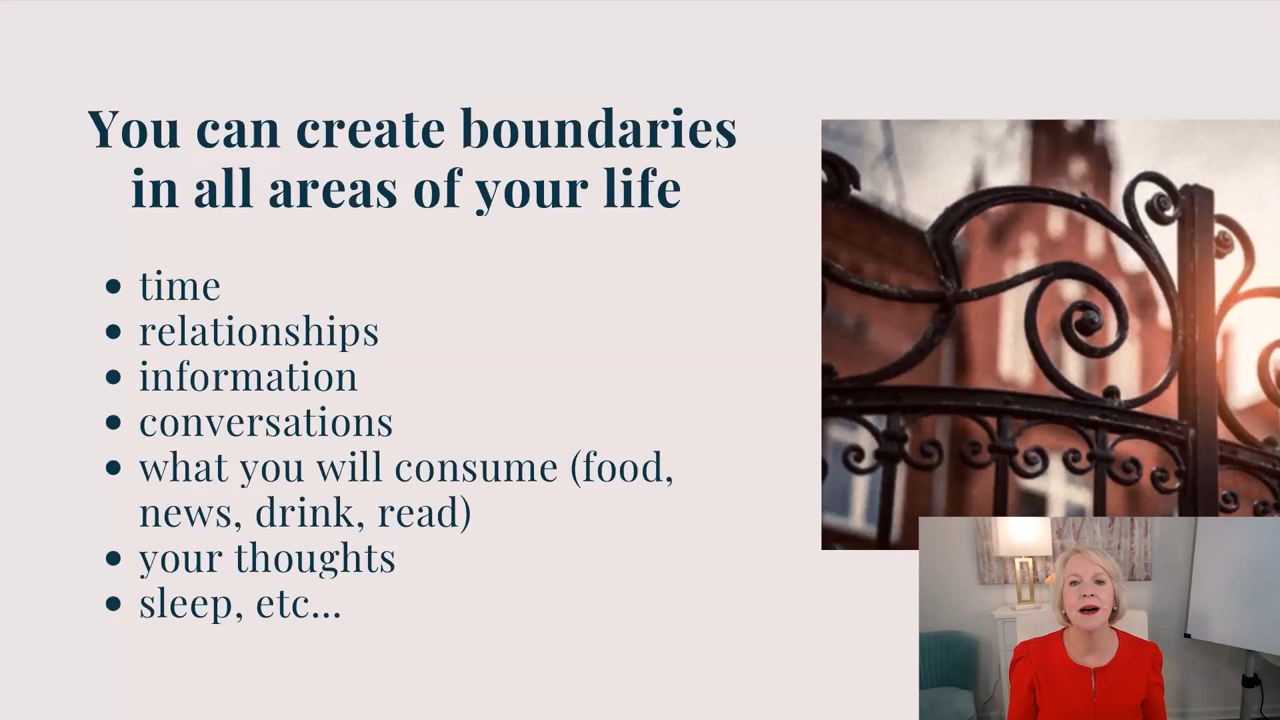 You can create boundaries
in all areas of your life
• time
• relationships
• information
• conversations
• what you will consume (food,
news, drink, read)
• your thoughts
• sleep, etc...